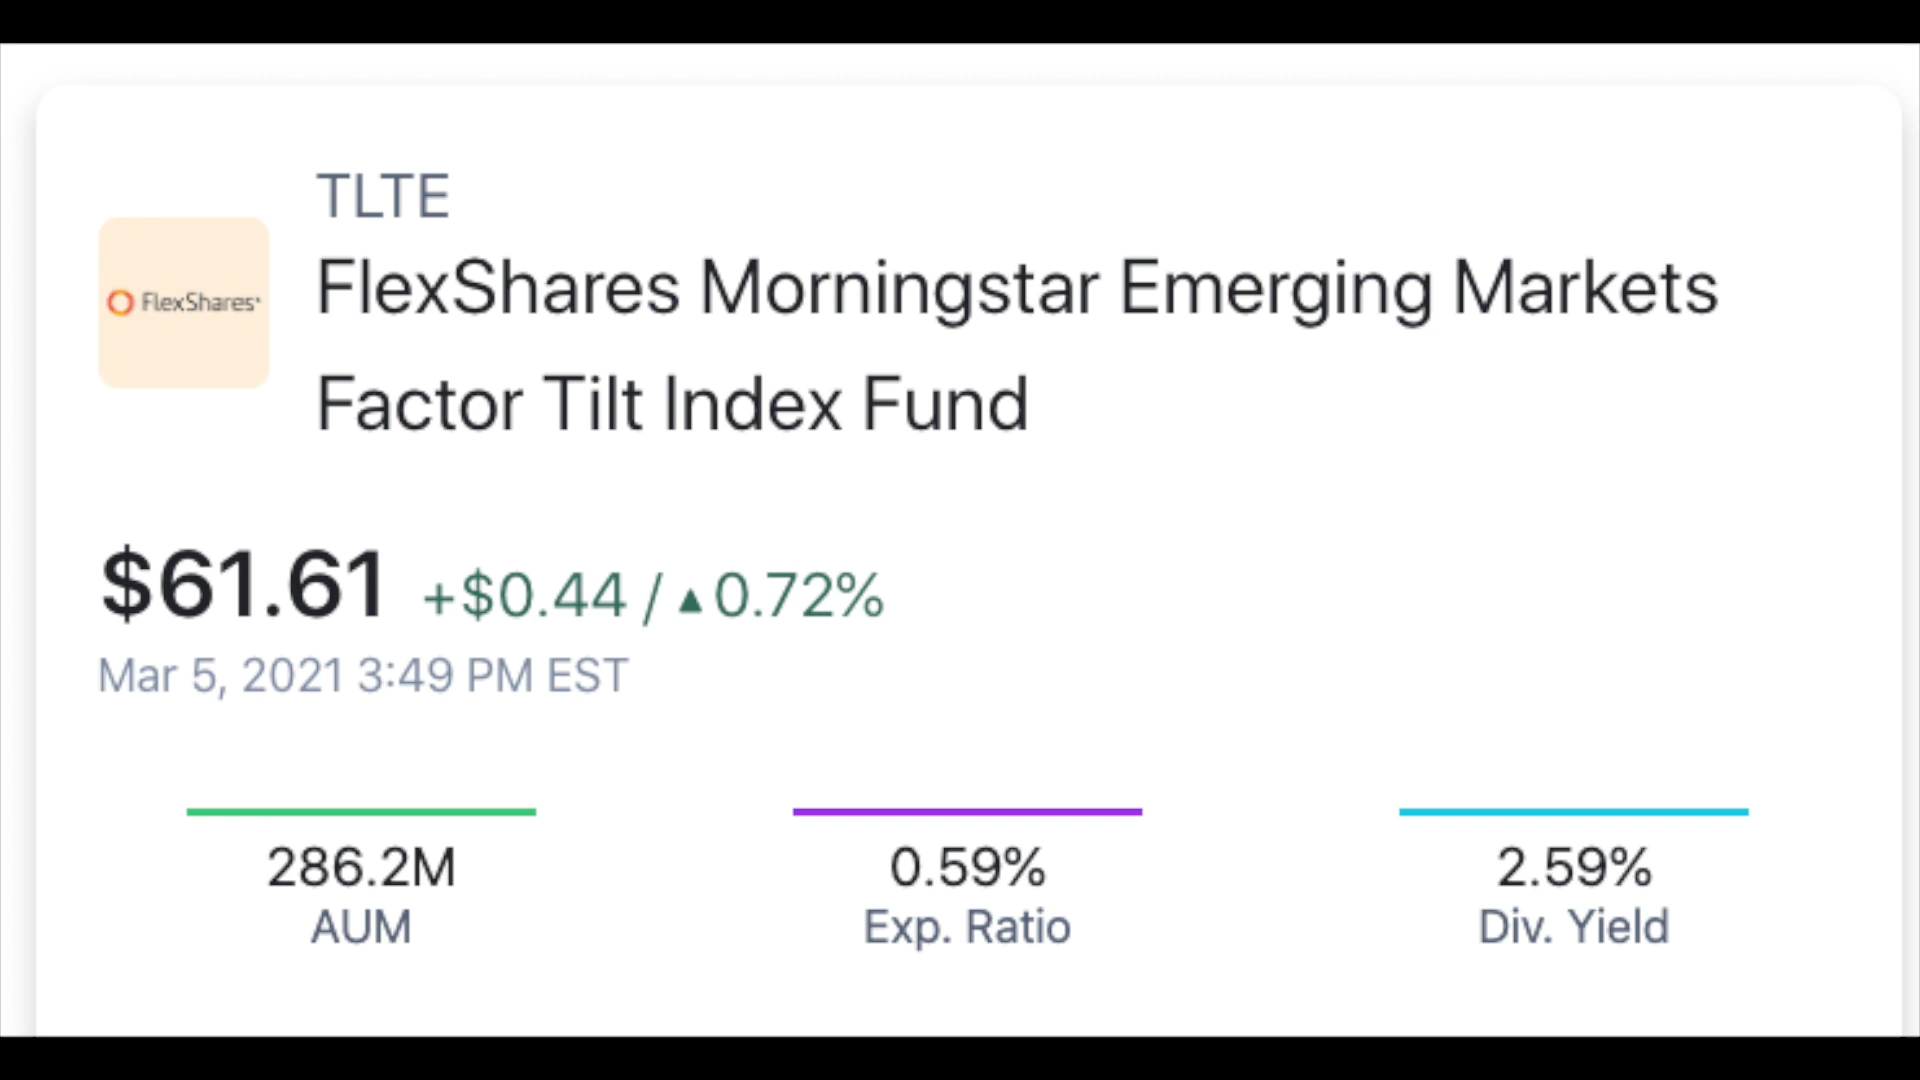 TLTE
FlexShares
FlexShares Morningstar Emerging Markets
Factor Tilt Index Fund
$61.61 +$0.44 / ▲0.72%
Mar 5, 2021 3:49 PM EST
286.2M 0.59% 2.59%
AUM Exp. Ratio Div. Yield